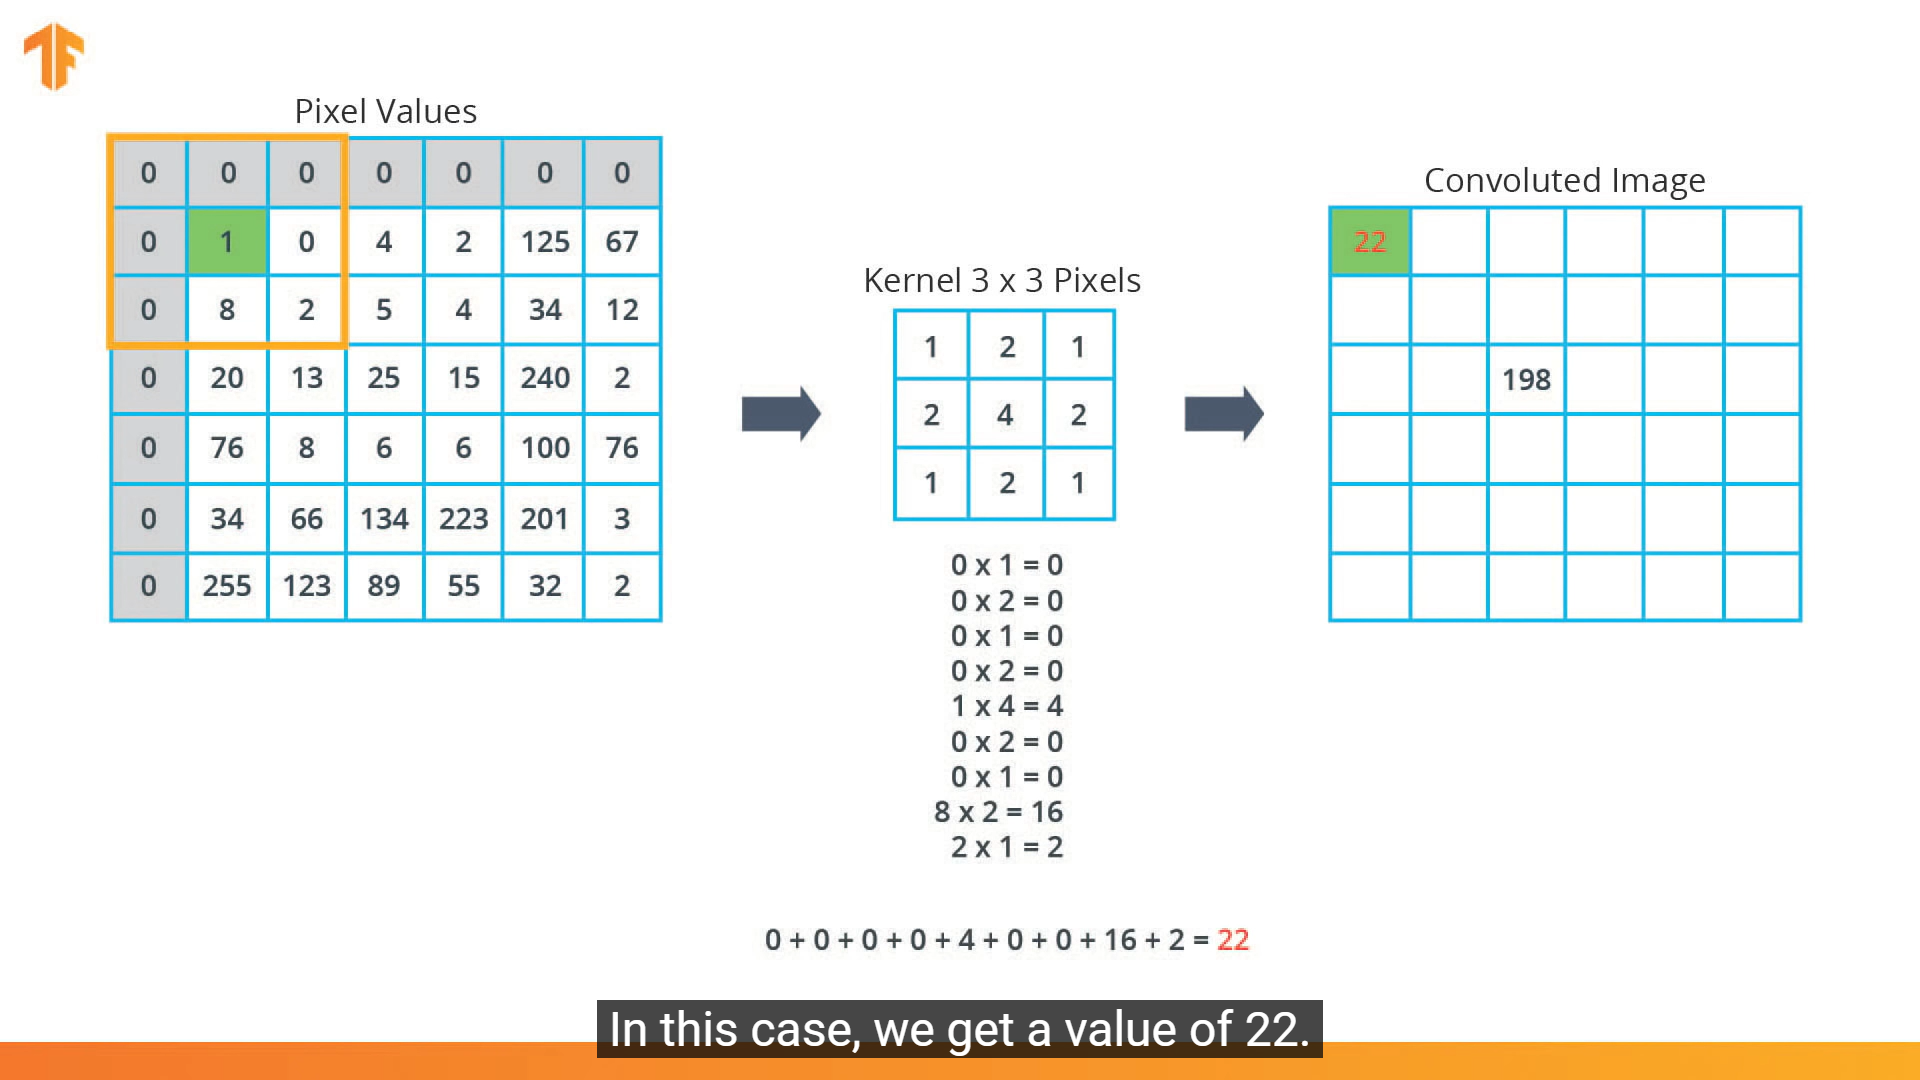 Pixel Values
0 0 0 0 0 0 0
0 1 0 4 2 125 67
0 8 2 5 4 34 12
0 20 13 25 15 240 2
0 76 8 6 6 100 76
0 34 66 134 223 201 3
0 255 123 89 55 32 2
Kernel 3 x 3 Pixels
1 2 1
2 4 2
1 2 1
0 x 1 = 0
0 x 2 = 0
0 x 1 = 0
0 x 2 = 0
1 x 4 = 4
0 x 2 = 0
0 x 1 = 0
8 x 2 = 16
2 x 1 = 2
0 + 0 + 0 + 0 + 4 + 0 + 0 + 16 + 2 = 22
Convoluted Image
22
198
In this case, we get a value of 22.